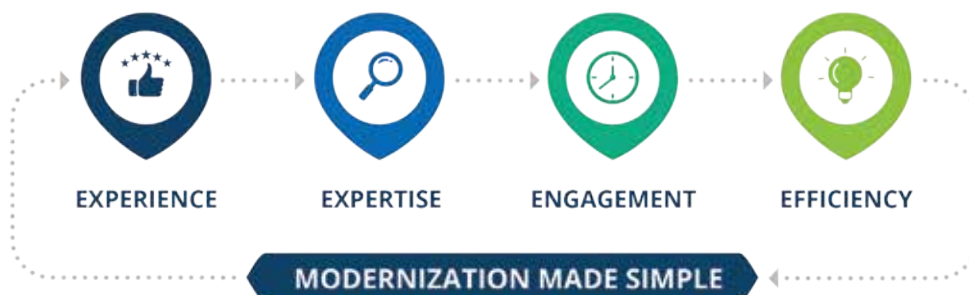 EXPERIENCE
EXPERTISE
ENGAGEMENT
EFFICIENCY
MODERNIZATION MADE SIMPLE